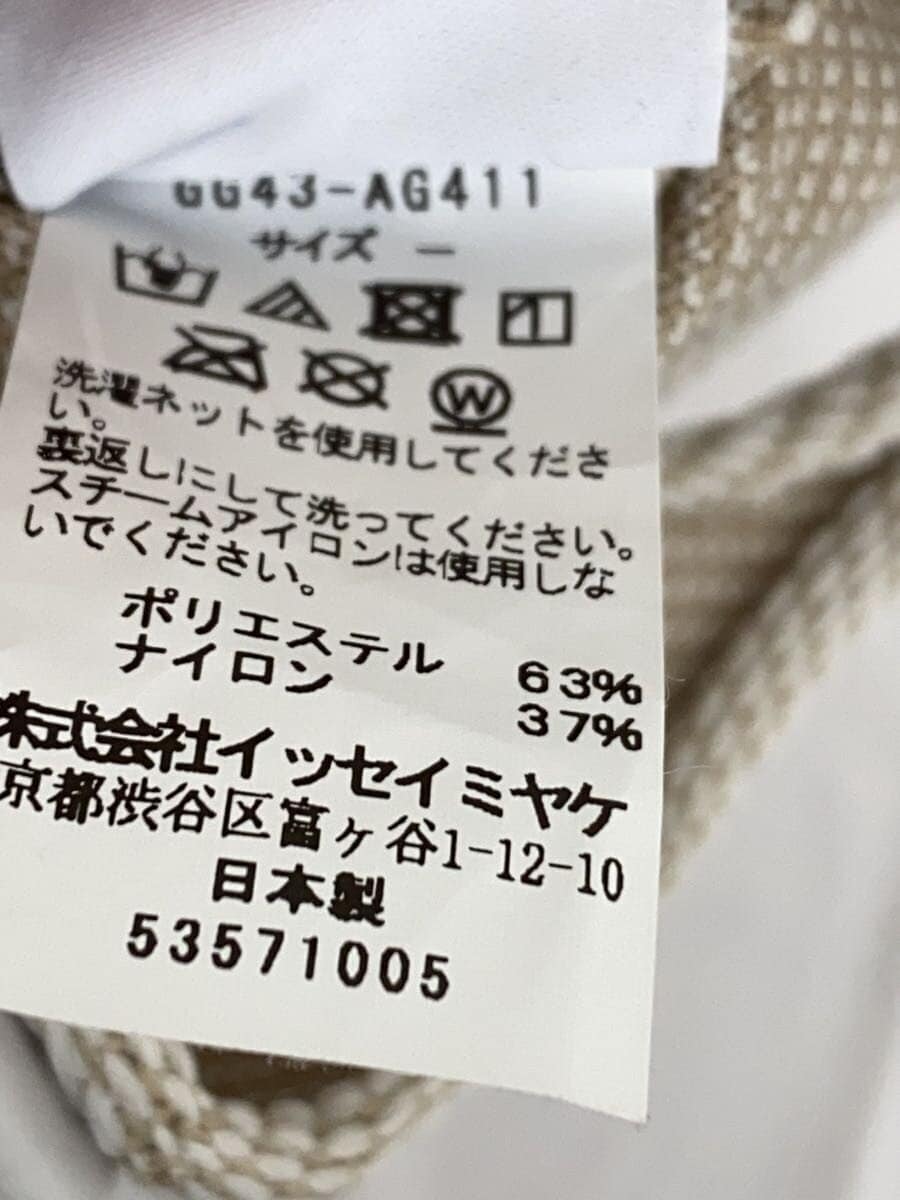 GG43-AG411
サイズ ー
W
洗濯ネットを使用してくださ
い。
裏返しにして洗ってください。
スチームアイロンは使用しな
いでください。
ポリエステル 63%
ナイロン 37%
株式会社イッセイミヤケ
京都渋谷区富ヶ谷1-12-10
日本製
53571005